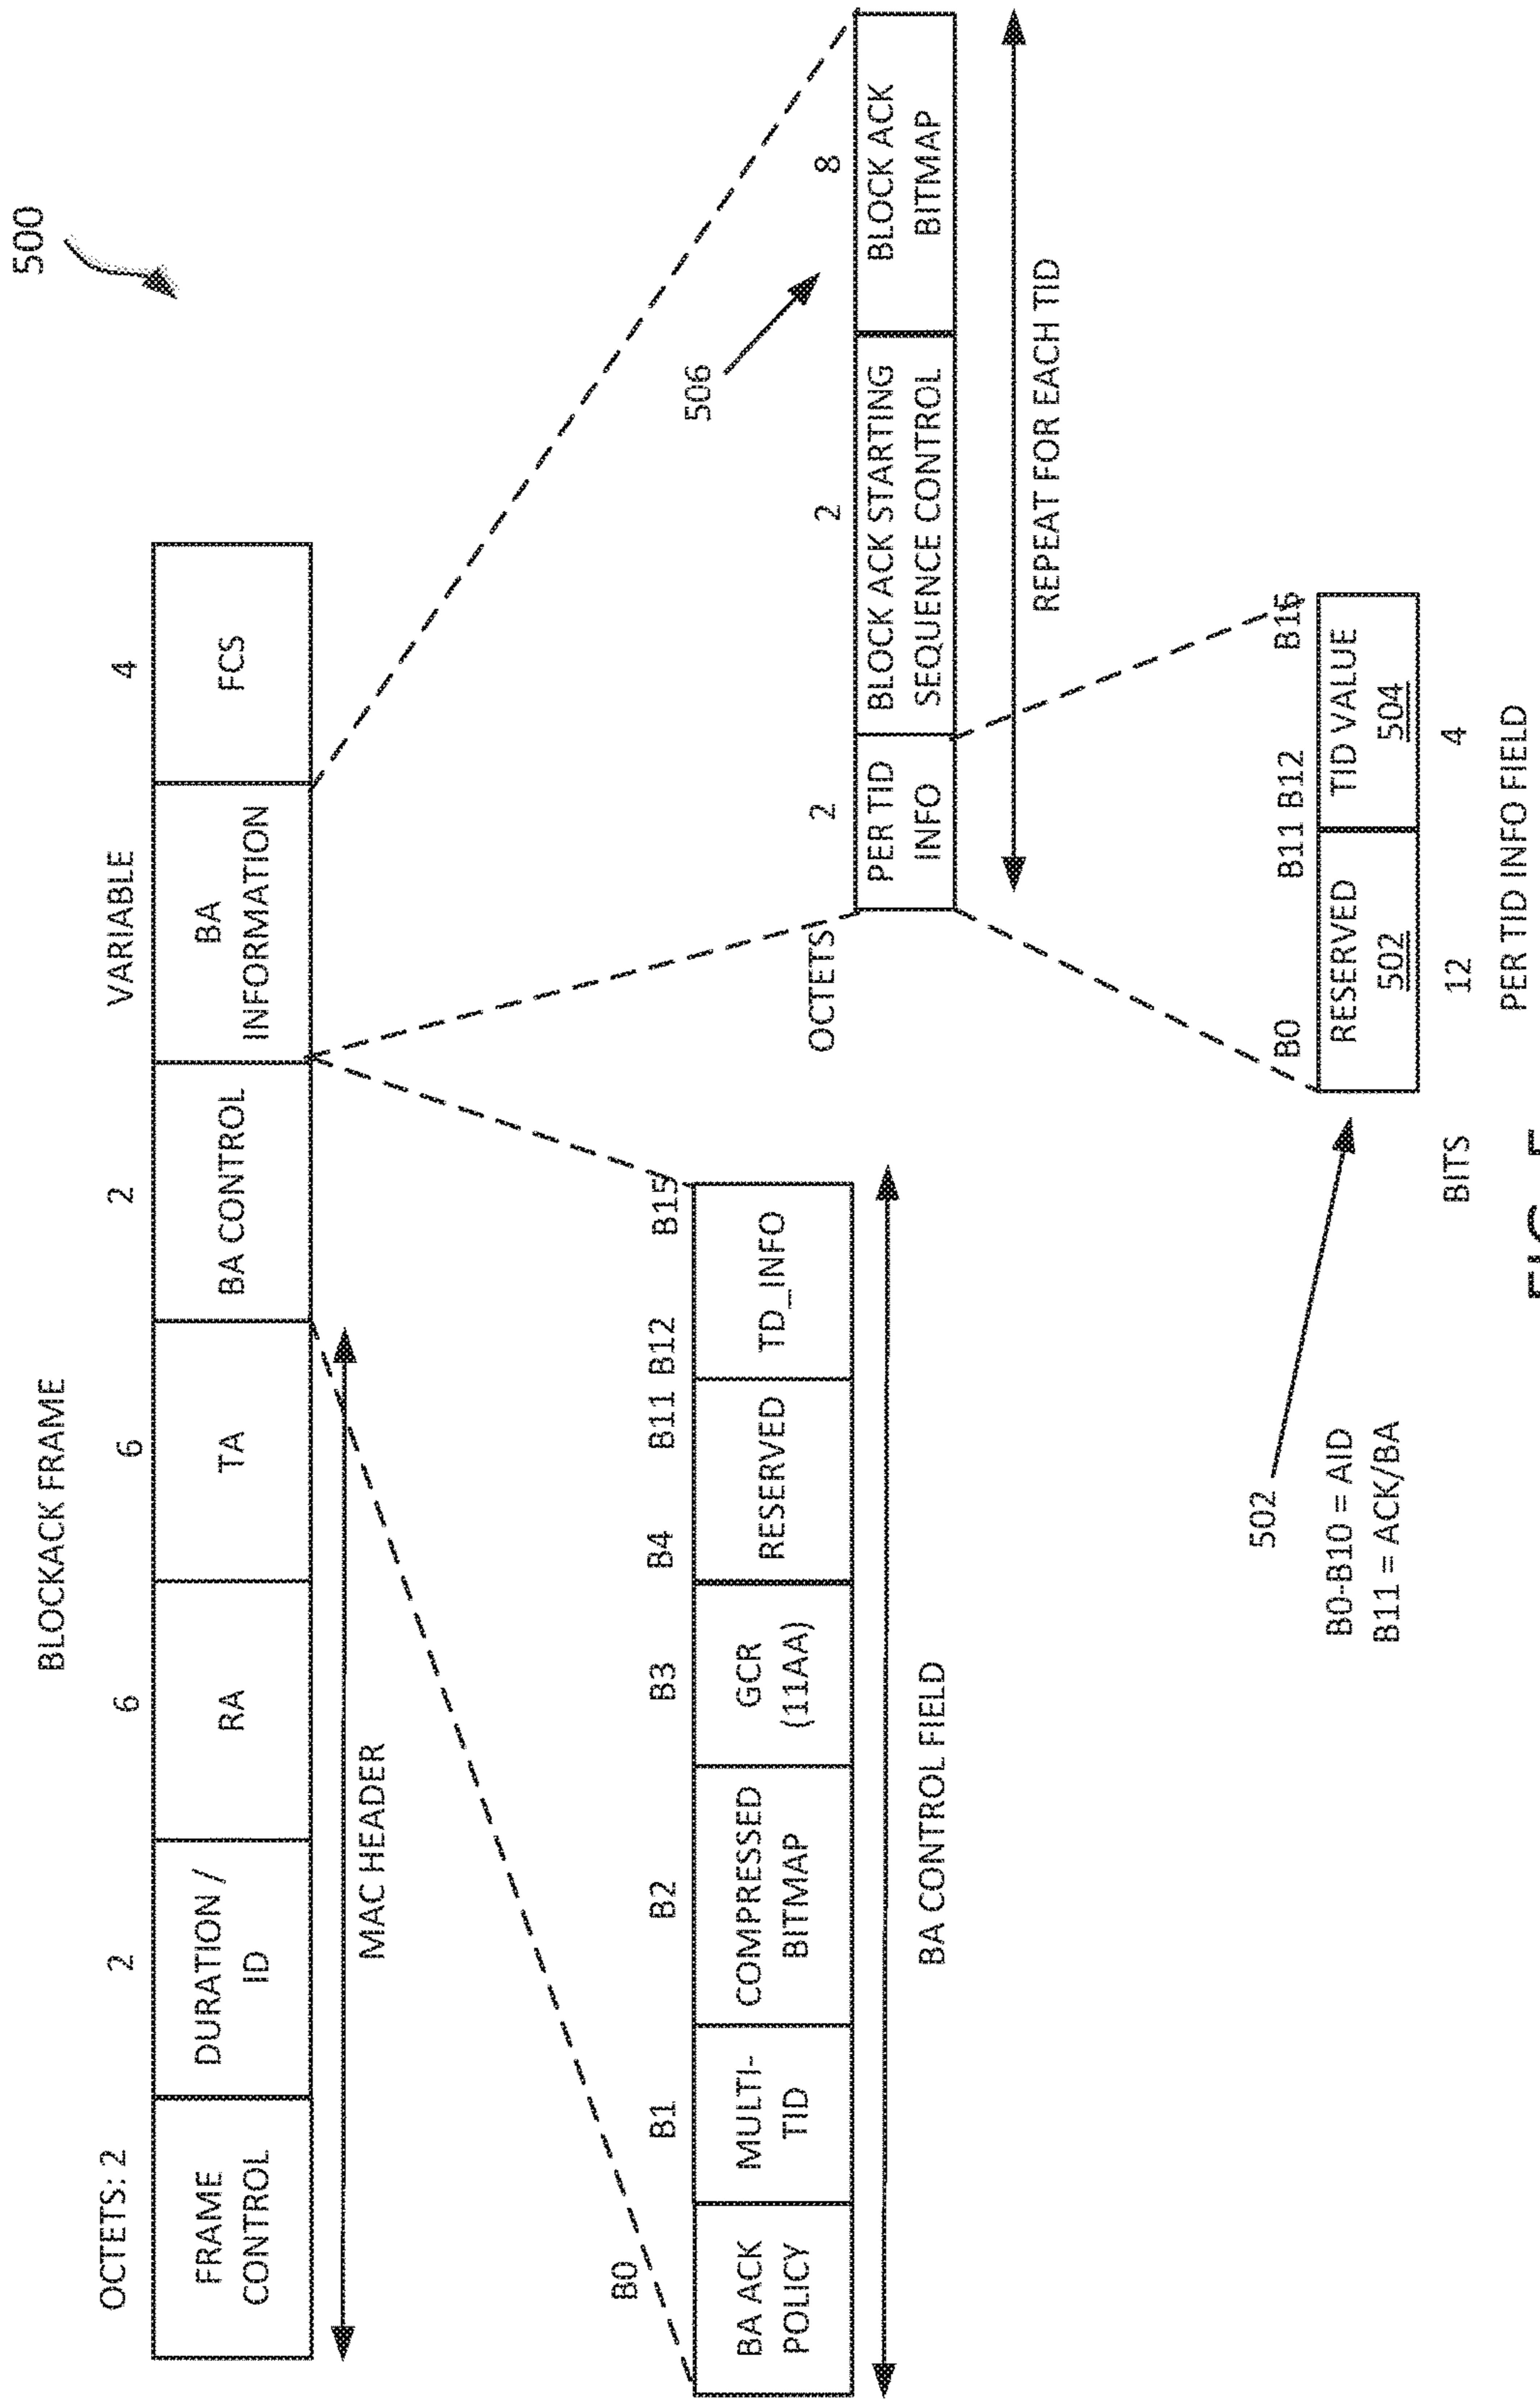 500
BLOCKACK FRAME
OCTETS: 2
2
6
6
2
VARIABLE
4
FRAME
CONTROL
DURATION /
ID
RA
TA
BA CONTROL
BA
INFORMATION
FCS
MAC HEADER
B0
B1
B2
B3
B4
B11 B12
B15
BA ACK
POLICY
MULTI-
TID
COMPRESSED
BITMAP
GCR
(11AA)
RESERVED
TD_INFO
BA CONTROL FIELD
506
OCTETS
2
2
8
PER TID
INFO
BLOCK ACK STARTING
SEQUENCE CONTROL
BLOCK ACK
BITMAP
REPEAT FOR EACH TID
502
B0-B10 = AID
B11 = ACK/BA
B0
B11 B12
B15
RESERVED
502
TID VALUE
504
BITS
12
4
PER TID INFO FIELD